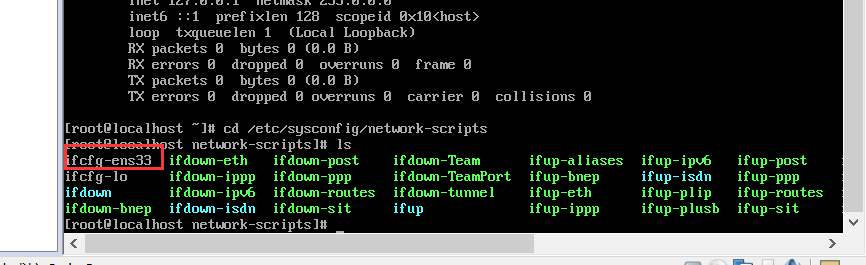 inet 127.0.0.1 netmask 255.0.0.0
inet6 ::1 prefixlen 128 scopeid 0x10<host>
loop txqueuelen 1 (Local Loopback)
RX packets 0 bytes 0 (0.0 B)
RX errors 0 dropped 0 overruns 0 frame 0
TX packets 0 bytes 0 (0.0 B)
TX errors 0 dropped 0 overruns 0 carrier 0 collisions 0
[root@localhost ~]# cd /etc/sysconfig/network-scripts
[root@localhost network-scripts]# ls
ifcfg-ens33 ifdown-eth ifdown-post ifdown-Team ifup-aliases ifup-ipv6 ifup-post
ifcfg-lo ifdown-ippp ifdown-ppp ifdown-TeamPort ifup-bnep ifup-isdn ifup-ppp
ifdown ifdown-ipv6 ifdown-routes ifdown-tunnel ifup-eth ifup-plip ifup-routes
ifdown-bnep ifdown-isdn ifdown-sit ifup ifup-ippp ifup-plusb ifup-sit
[root@localhost network-scripts]# _